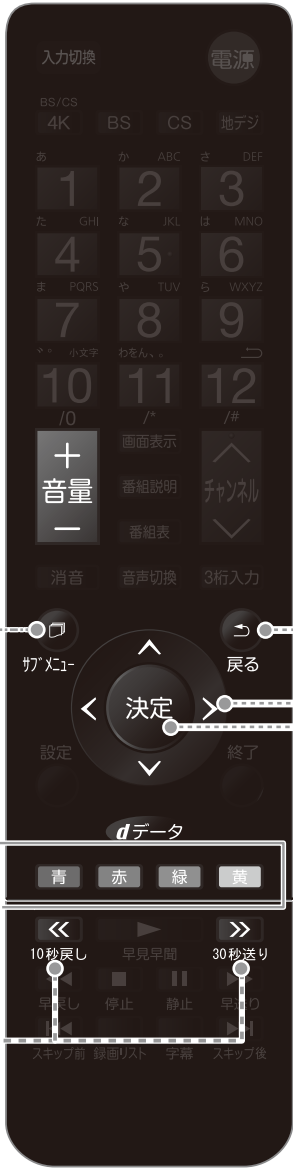 入力切換 電源
BS/CS
4K BS CS 地デジ
あ か ABC さ DEF
1 2 3
た GHI な JKL は MNO
4 5 6
ま PQRS や TUV ら WXYZ
7 8 9
小文字 わをん、。
10 11 12
/0 /* /#
+ 画面表示
音量 番組説明 チャンネル
− 番組表
消音 音声切換 3桁入力
サブメニュー 戻る
決定
設定 終了
dデータ
青 赤 緑 黄
10秒戻し 早見早聞 30秒送り
早戻し 停止 静止 早送り
スキップ前 録画リスト 字幕 スキップ後